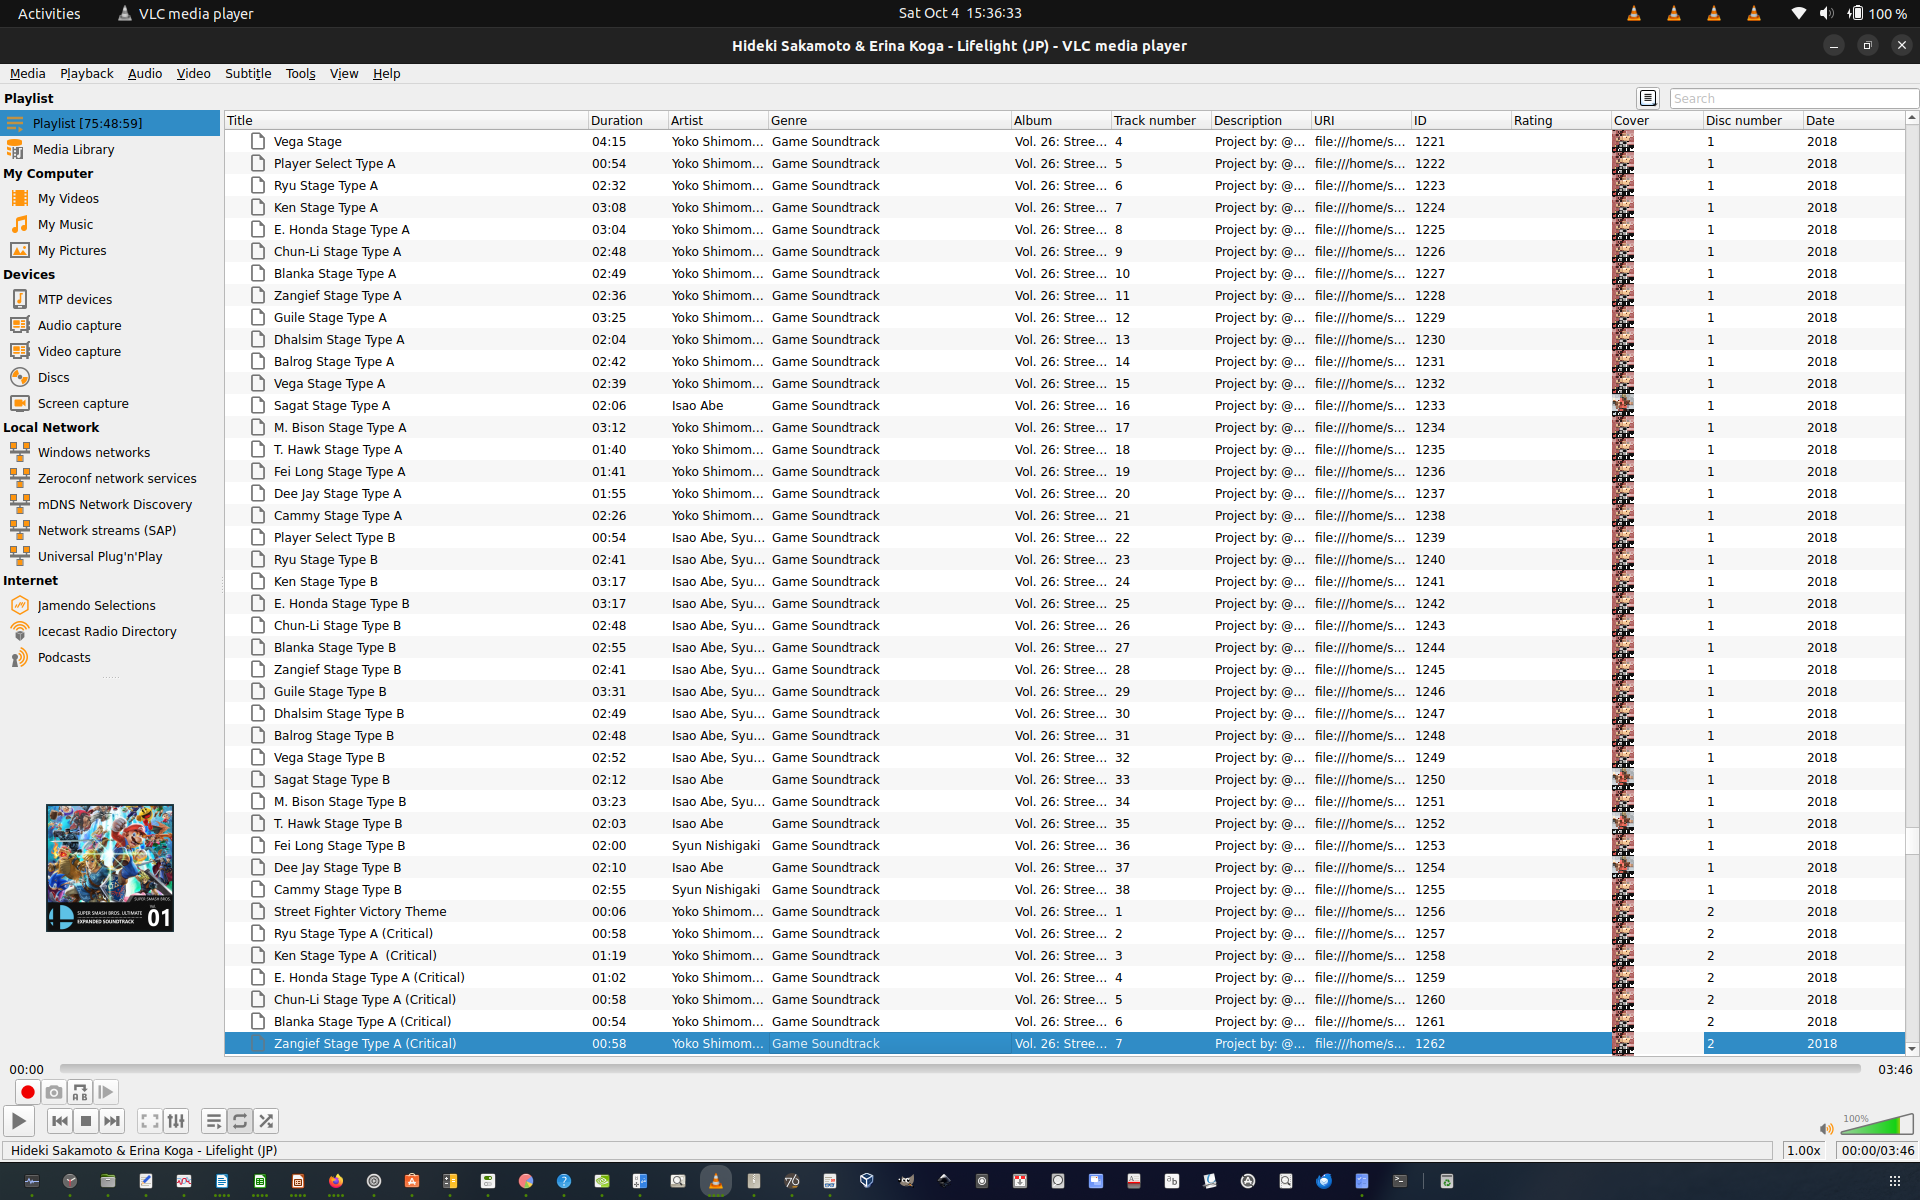 Activities VLC media player Sat Oct 4 15:36:33 100 %
Hideki Sakamoto & Erina Koga - Lifelight (JP) - VLC media player
Media Playback Audio Video Subtitle Tools View Help
Playlist
Search
Playlist [75:48:59]
Media Library
My Computer
My Videos
My Music
My Pictures
Devices
MTP devices
Audio capture
Video capture
Discs
Screen capture
Local Network
Windows networks
Zeroconf network services
mDNS Network Discovery
Network streams (SAP)
Universal Plug'n'Play
Internet
Jamendo Selections
Icecast Radio Directory
Podcasts
SUPER SMASH BROS. ULTIMATE
EXPANDED SOUNDTRACK
01
Title Duration Artist Genre Album Track number Description URI ID Rating Cover Disc number Date
Vega Stage 04:15 Yoko Shimom... Game Soundtrack Vol. 26: Stree... 4 Project by: @... file:///home/s... 1221 1 2018
Player Select Type A 00:54 Yoko Shimom... Game Soundtrack Vol. 26: Stree... 5 Project by: @... file:///home/s... 1222 1 2018
Ryu Stage Type A 02:32 Yoko Shimom... Game Soundtrack Vol. 26: Stree... 6 Project by: @... file:///home/s... 1223 1 2018
Ken Stage Type A 03:08 Yoko Shimom... Game Soundtrack Vol. 26: Stree... 7 Project by: @... file:///home/s... 1224 1 2018
E. Honda Stage Type A 03:04 Yoko Shimom... Game Soundtrack Vol. 26: Stree... 8 Project by: @... file:///home/s... 1225 1 2018
Chun-Li Stage Type A 02:48 Yoko Shimom... Game Soundtrack Vol. 26: Stree... 9 Project by: @... file:///home/s... 1226 1 2018
Blanka Stage Type A 02:49 Yoko Shimom... Game Soundtrack Vol. 26: Stree... 10 Project by: @... file:///home/s... 1227 1 2018
Zangief Stage Type A 02:36 Yoko Shimom... Game Soundtrack Vol. 26: Stree... 11 Project by: @... file:///home/s... 1228 1 2018
Guile Stage Type A 03:25 Yoko Shimom... Game Soundtrack Vol. 26: Stree... 12 Project by: @... file:///home/s... 1229 1 2018
Dhalsim Stage Type A 02:04 Yoko Shimom... Game Soundtrack Vol. 26: Stree... 13 Project by: @... file:///home/s... 1230 1 2018
Balrog Stage Type A 02:42 Yoko Shimom... Game Soundtrack Vol. 26: Stree... 14 Project by: @... file:///home/s... 1231 1 2018
Vega Stage Type A 02:39 Yoko Shimom... Game Soundtrack Vol. 26: Stree... 15 Project by: @... file:///home/s... 1232 1 2018
Sagat Stage Type A 02:06 Isao Abe Game Soundtrack Vol. 26: Stree... 16 Project by: @... file:///home/s... 1233 1 2018
M. Bison Stage Type A 03:12 Yoko Shimom... Game Soundtrack Vol. 26: Stree... 17 Project by: @... file:///home/s... 1234 1 2018
T. Hawk Stage Type A 01:40 Yoko Shimom... Game Soundtrack Vol. 26: Stree... 18 Project by: @... file:///home/s... 1235 1 2018
Fei Long Stage Type A 01:41 Yoko Shimom... Game Soundtrack Vol. 26: Stree... 19 Project by: @... file:///home/s... 1236 1 2018
Dee Jay Stage Type A 01:55 Yoko Shimom... Game Soundtrack Vol. 26: Stree... 20 Project by: @... file:///home/s... 1237 1 2018
Cammy Stage Type A 02:26 Yoko Shimom... Game Soundtrack Vol. 26: Stree... 21 Project by: @... file:///home/s... 1238 1 2018
Player Select Type B 00:54 Isao Abe, Syu... Game Soundtrack Vol. 26: Stree... 22 Project by: @... file:///home/s... 1239 1 2018
Ryu Stage Type B 02:41 Isao Abe, Syu... Game Soundtrack Vol. 26: Stree... 23 Project by: @... file:///home/s... 1240 1 2018
Ken Stage Type B 03:17 Isao Abe, Syu... Game Soundtrack Vol. 26: Stree... 24 Project by: @... file:///home/s... 1241 1 2018
E. Honda Stage Type B 03:17 Isao Abe, Syu... Game Soundtrack Vol. 26: Stree... 25 Project by: @... file:///home/s... 1242 1 2018
Chun-Li Stage Type B 02:48 Isao Abe, Syu... Game Soundtrack Vol. 26: Stree... 26 Project by: @... file:///home/s... 1243 1 2018
Blanka Stage Type B 02:55 Isao Abe, Syu... Game Soundtrack Vol. 26: Stree... 27 Project by: @... file:///home/s... 1244 1 2018
Zangief Stage Type B 02:41 Isao Abe, Syu... Game Soundtrack Vol. 26: Stree... 28 Project by: @... file:///home/s... 1245 1 2018
Guile Stage Type B 03:31 Isao Abe, Syu... Game Soundtrack Vol. 26: Stree... 29 Project by: @... file:///home/s... 1246 1 2018
Dhalsim Stage Type B 02:49 Isao Abe, Syu... Game Soundtrack Vol. 26: Stree... 30 Project by: @... file:///home/s... 1247 1 2018
Balrog Stage Type B 02:48 Isao Abe, Syu... Game Soundtrack Vol. 26: Stree... 31 Project by: @... file:///home/s... 1248 1 2018
Vega Stage Type B 02:52 Isao Abe, Syu... Game Soundtrack Vol. 26: Stree... 32 Project by: @... file:///home/s... 1249 1 2018
Sagat Stage Type B 02:12 Isao Abe Game Soundtrack Vol. 26: Stree... 33 Project by: @... file:///home/s... 1250 1 2018
M. Bison Stage Type B 03:23 Isao Abe, Syu... Game Soundtrack Vol. 26: Stree... 34 Project by: @... file:///home/s... 1251 1 2018
T. Hawk Stage Type B 02:03 Isao Abe Game Soundtrack Vol. 26: Stree... 35 Project by: @... file:///home/s... 1252 1 2018
Fei Long Stage Type B 02:00 Syun Nishigaki Game Soundtrack Vol. 26: Stree... 36 Project by: @... file:///home/s... 1253 1 2018
Dee Jay Stage Type B 02:10 Isao Abe Game Soundtrack Vol. 26: Stree... 37 Project by: @... file:///home/s... 1254 1 2018
Cammy Stage Type B 02:55 Syun Nishigaki Game Soundtrack Vol. 26: Stree... 38 Project by: @... file:///home/s... 1255 1 2018
Street Fighter Victory Theme 00:06 Yoko Shimom... Game Soundtrack Vol. 26: Stree... 1 Project by: @... file:///home/s... 1256 2 2018
Ryu Stage Type A (Critical) 00:58 Yoko Shimom... Game Soundtrack Vol. 26: Stree... 2 Project by: @... file:///home/s... 1257 2 2018
Ken Stage Type A  (Critical) 01:19 Yoko Shimom... Game Soundtrack Vol. 26: Stree... 3 Project by: @... file:///home/s... 1258 2 2018
E. Honda Stage Type A (Critical) 01:02 Yoko Shimom... Game Soundtrack Vol. 26: Stree... 4 Project by: @... file:///home/s... 1259 2 2018
Chun-Li Stage Type A (Critical) 00:58 Yoko Shimom... Game Soundtrack Vol. 26: Stree... 5 Project by: @... file:///home/s... 1260 2 2018
Blanka Stage Type A (Critical) 00:54 Yoko Shimom... Game Soundtrack Vol. 26: Stree... 6 Project by: @... file:///home/s... 1261 2 2018
Zangief Stage Type A (Critical) 00:58 Yoko Shimom... Game Soundtrack Vol. 26: Stree... 7 Project by: @... file:///home/s... 1262 2 2018
00:00 03:46
100%
Hideki Sakamoto & Erina Koga - Lifelight (JP) 1.00x 00:00/03:46